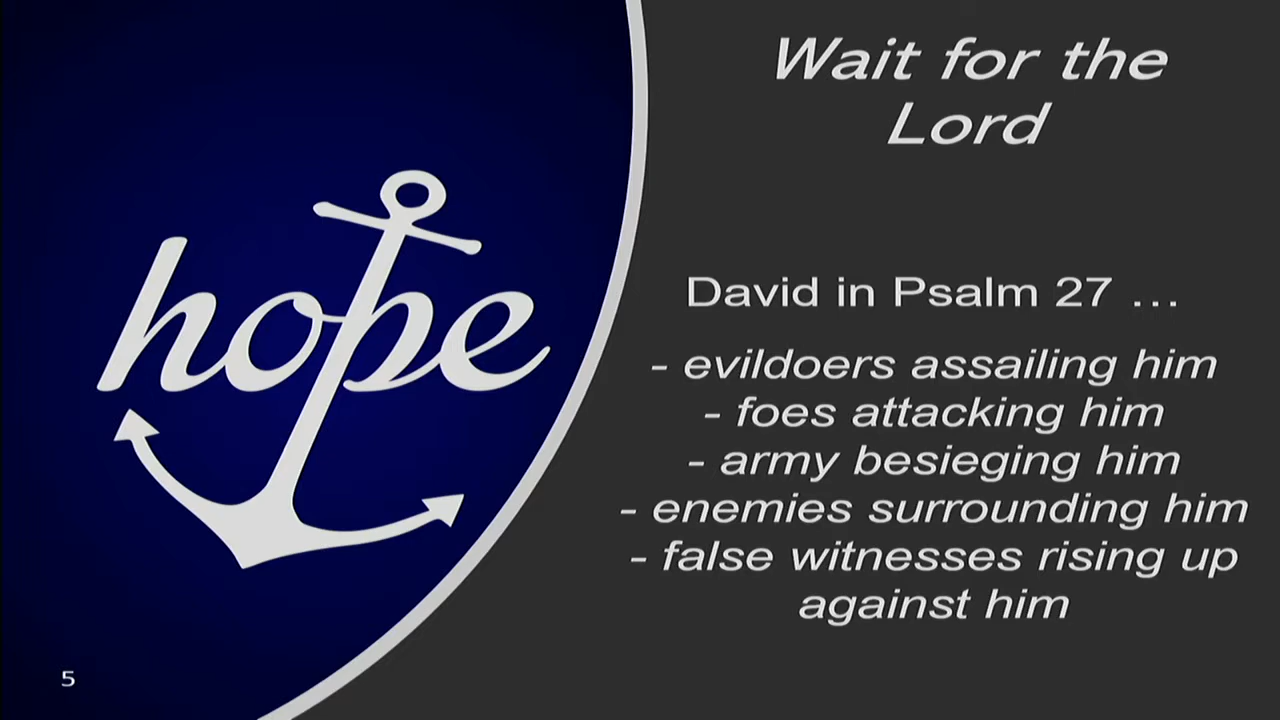 hope
Wait for the
Lord
David in Psalm 27 …
- evildoers assailing him
- foes attacking him
- army besieging him
- enemies surrounding him
- false witnesses rising up
against him
5